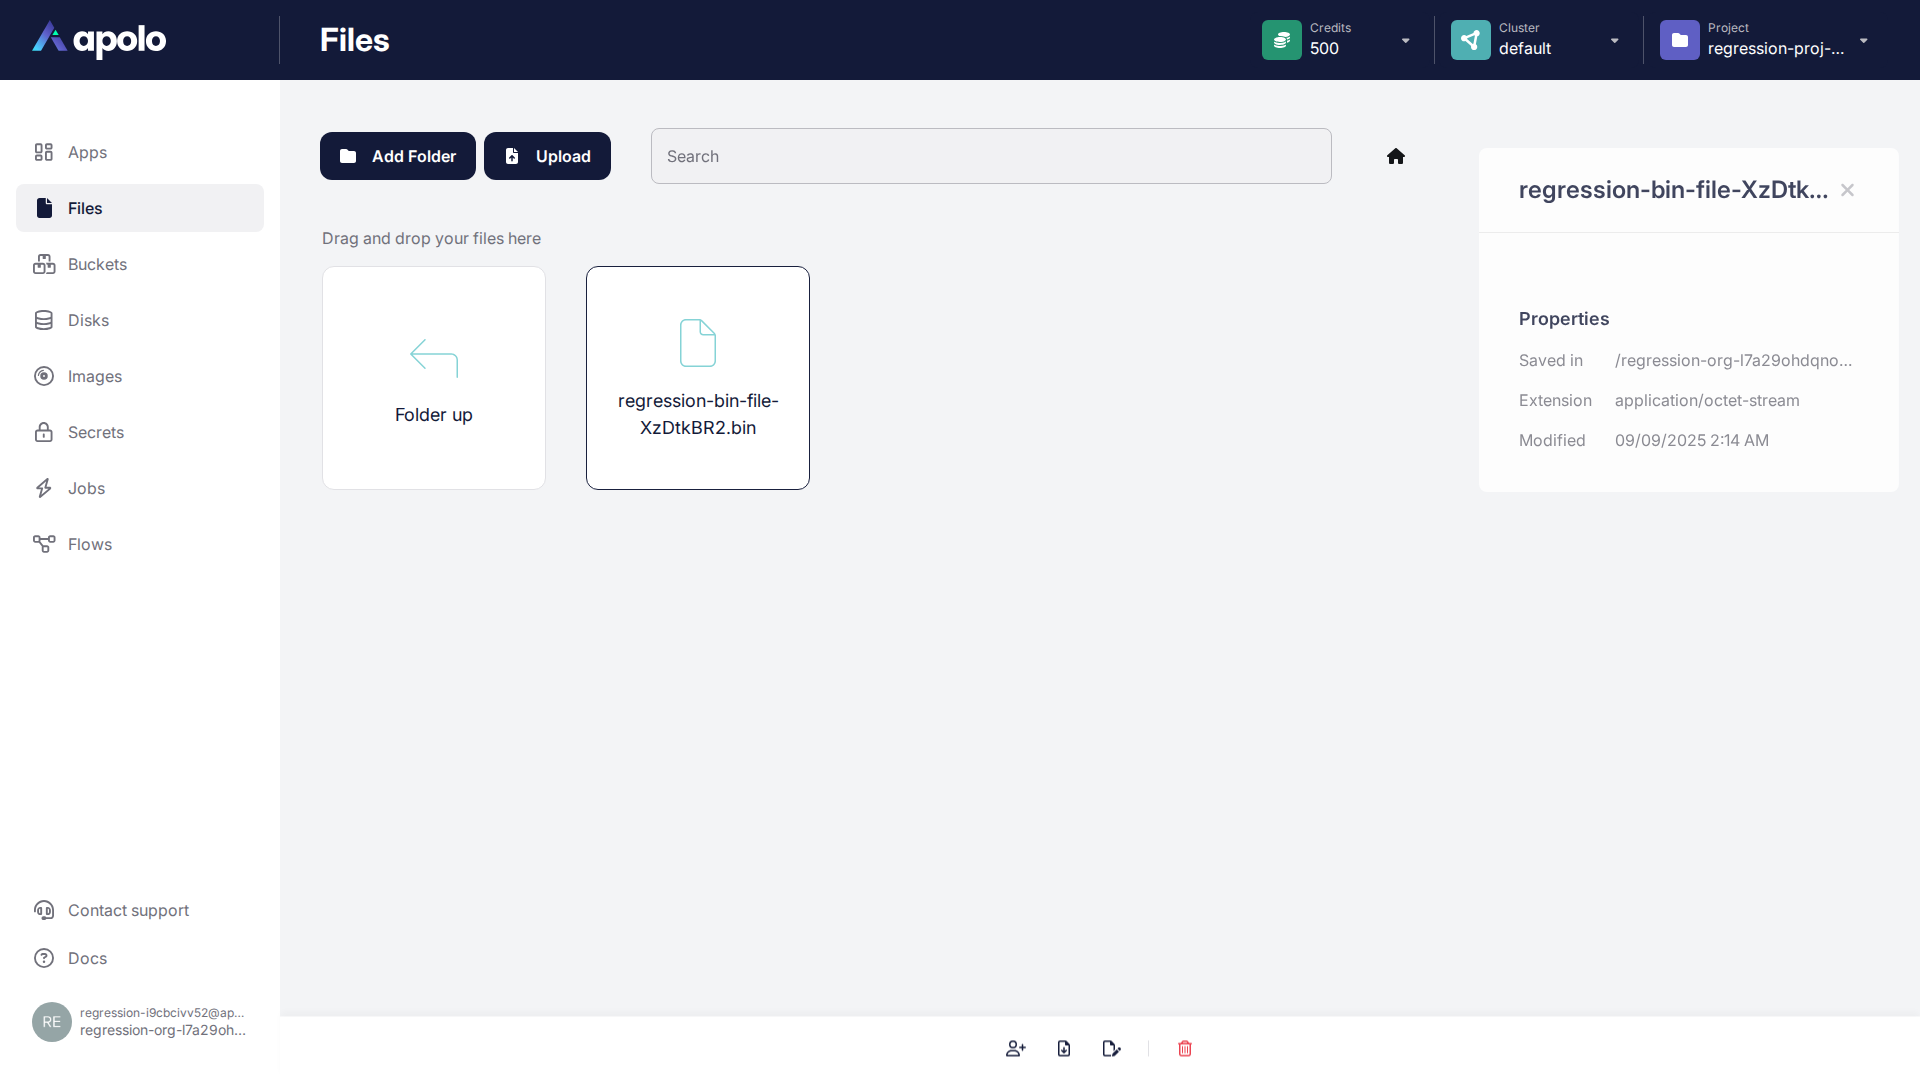 apolo
Files
Credits
500
Cluster
default
Project
regression-proj-...
Apps
Files
Buckets
Disks
Images
Secrets
Jobs
Flows
Contact support
Docs
RE
regression-i9cbcivv52@ap...
regression-org-l7a29oh...
Add Folder
Upload
Search
Drag and drop your files here
Folder up
regression-bin-file-
XzDtkBR2.bin
regression-bin-file-XzDtk...
Properties
Saved in /regression-org-l7a29ohdqno...
Extension application/octet-stream
Modified 09/09/2025 2:14 AM